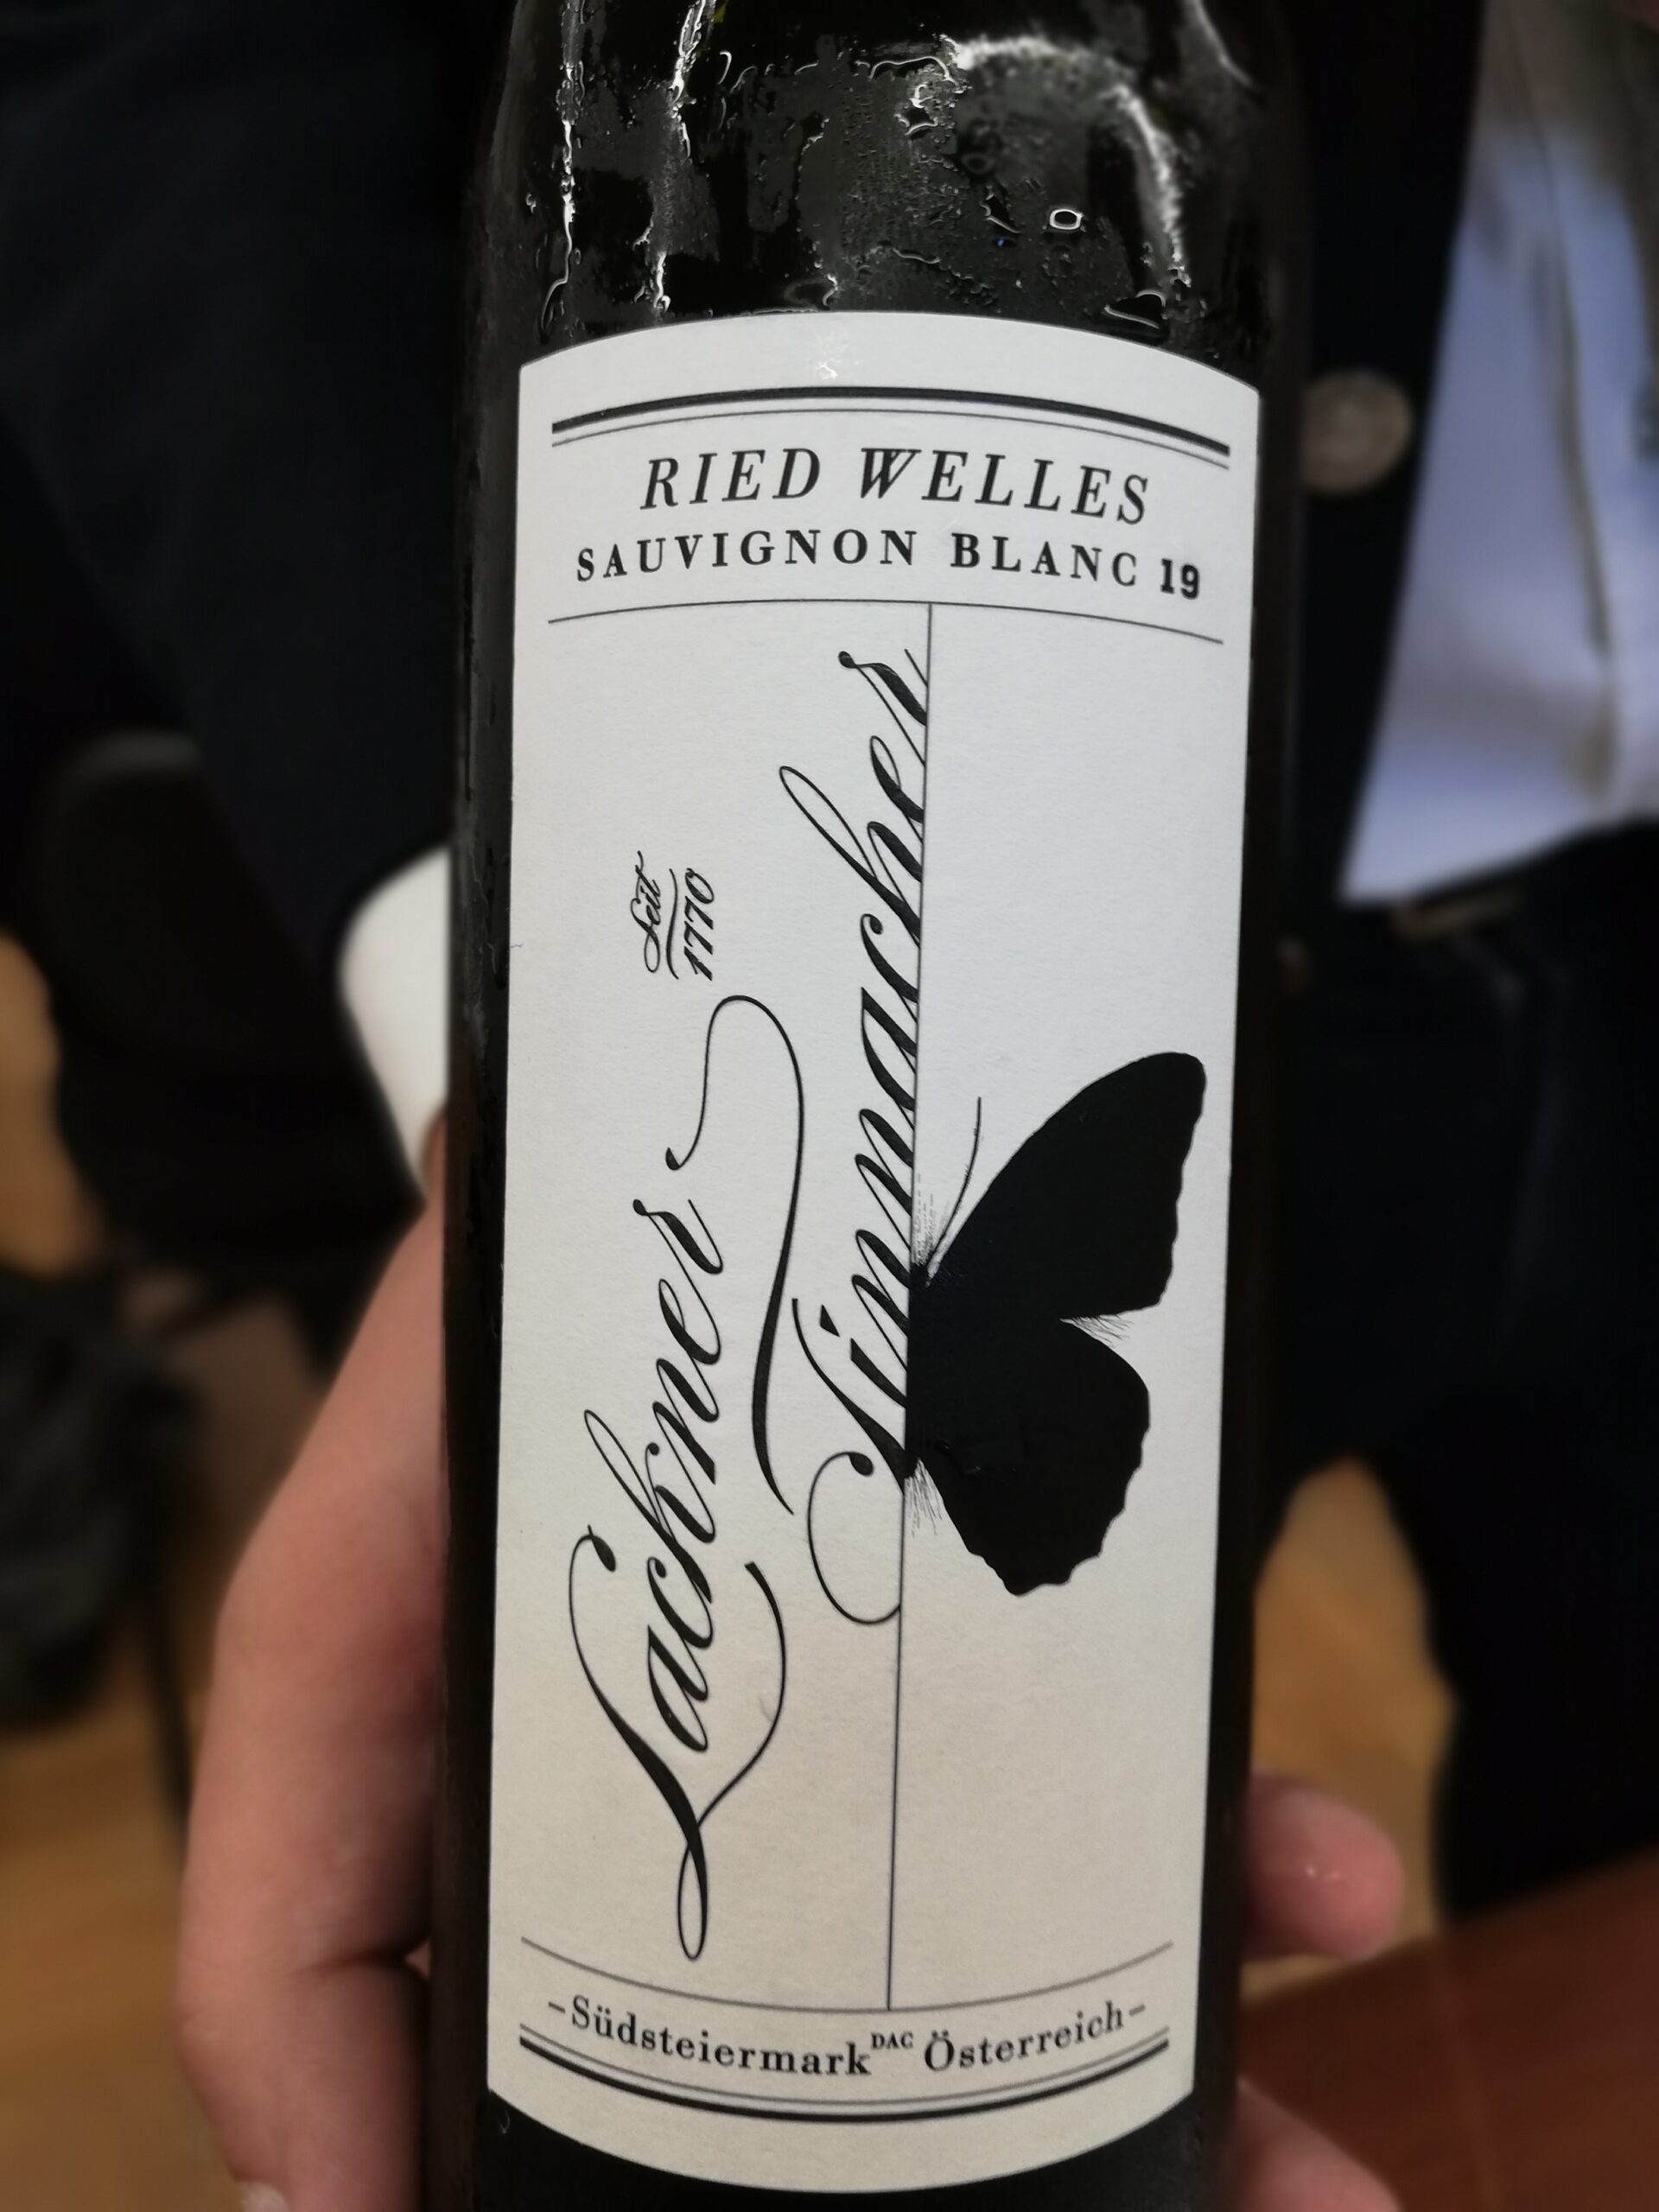 RIED WELLES
SAUVIGNON BLANC 19
Lackner
Seit
1770
Tinnacher
-Südsteiermark DAC Österreich-